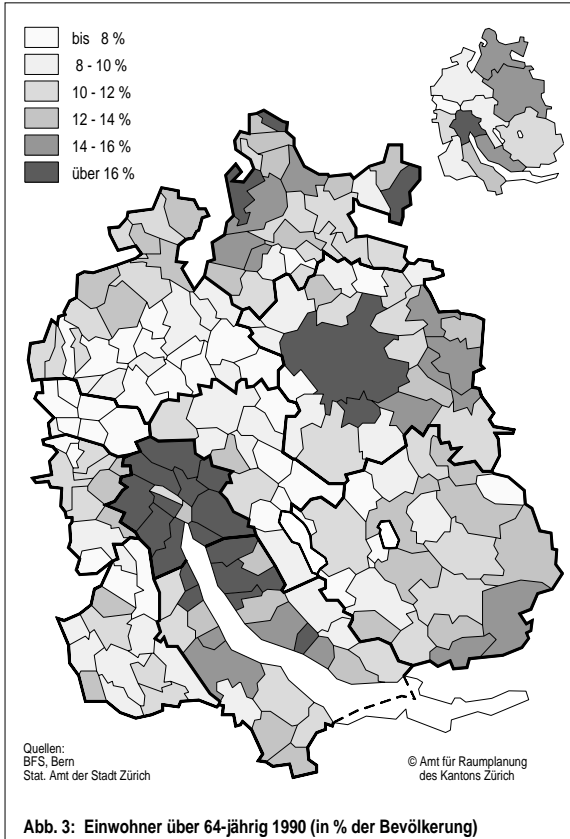 bis 8 %
8 - 10 %
10 - 12 %
12 - 14 %
14 - 16 %
über 16 %
Quellen:
BFS, Bern
Stat. Amt der Stadt Zürich
© Amt für Raumplanung
des Kantons Zürich
Abb. 3: Einwohner über 64-jährig 1990 (in % der Bevölkerung)